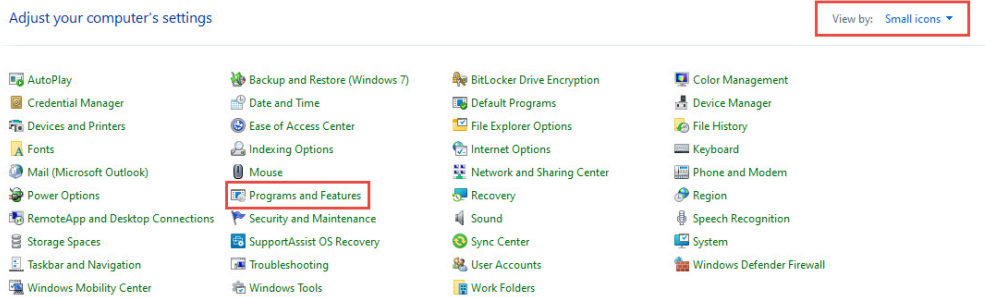 Adjust your computer's settings
View by: Small icons
AutoPlay
Backup and Restore (Windows 7)
BitLocker Drive Encryption
Color Management
Credential Manager
Date and Time
Default Programs
Device Manager
Devices and Printers
Ease of Access Center
File Explorer Options
File History
Fonts
Indexing Options
Internet Options
Keyboard
Mail (Microsoft Outlook)
Mouse
Network and Sharing Center
Phone and Modem
Power Options
Programs and Features
Recovery
Region
RemoteApp and Desktop Connections
Security and Maintenance
Sound
Speech Recognition
Storage Spaces
SupportAssist OS Recovery
Sync Center
System
Taskbar and Navigation
Troubleshooting
User Accounts
Windows Defender Firewall
Windows Mobility Center
Windows Tools
Work Folders